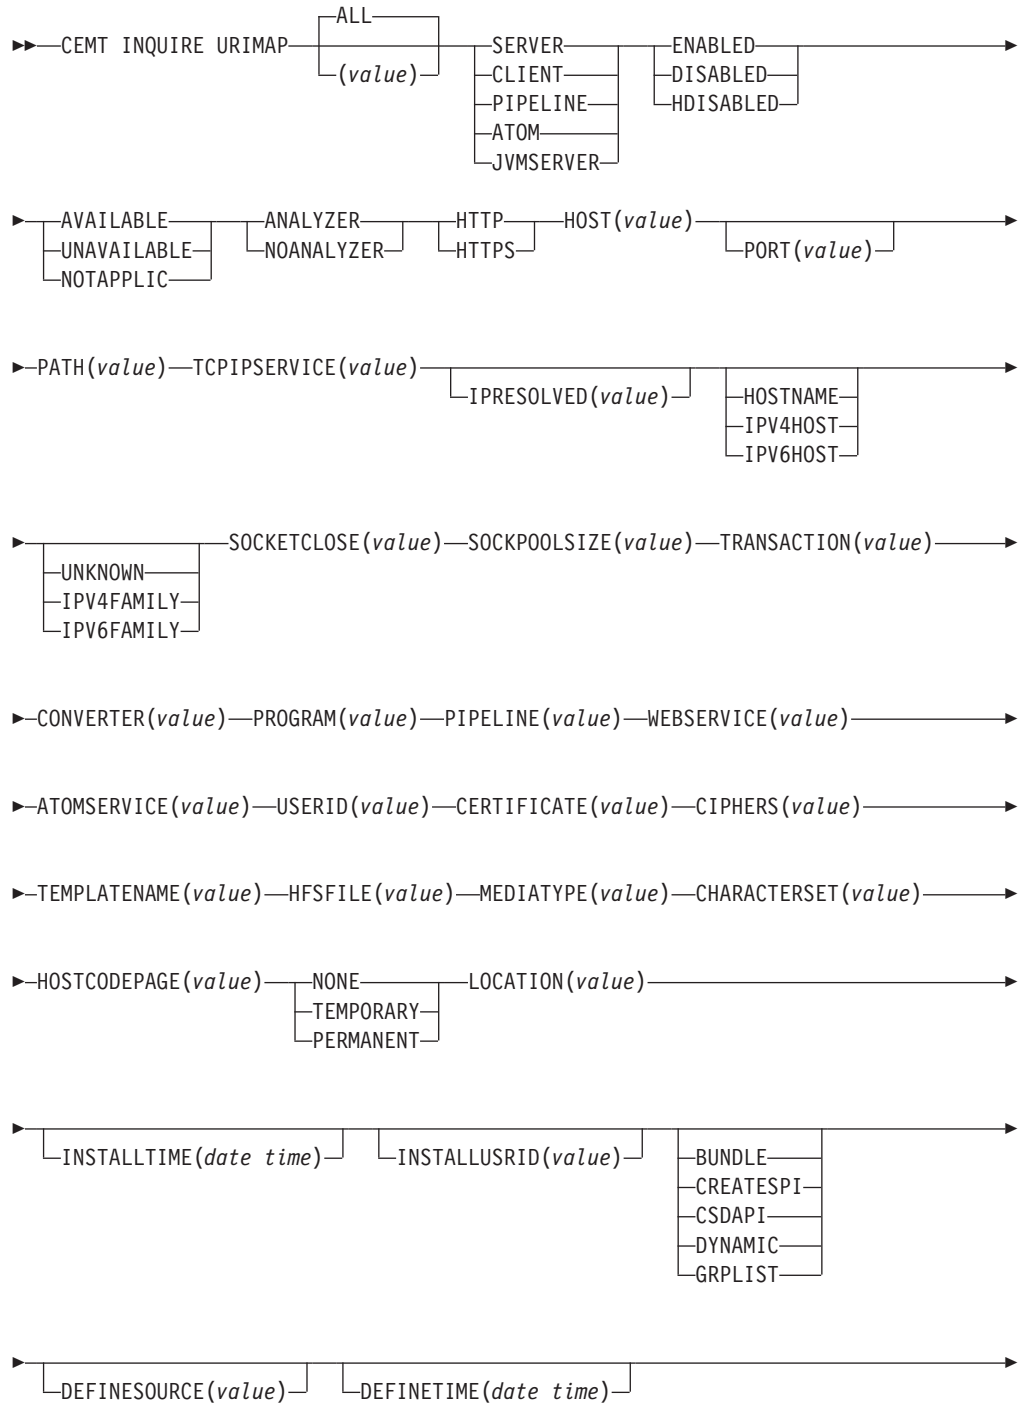 ALL
CEMT INQUIRE URIMAP SERVER ENABLED
(value) CLIENT DISABLED
PIPELINE HDISABLED
ATOM
JVMSERVER
AVAILABLE ANALYZER HTTP HOST(value)
UNAVAILABLE NOANALYZER HTTPS PORT(value)
NOTAPPLIC
PATH(value) TCPIPSERVICE(value)
IPRESOLVED(value) HOSTNAME
IPV4HOST
IPV6HOST
SOCKETCLOSE(value) SOCKPOOLSIZE(value) TRANSACTION(value)
UNKNOWN
IPV4FAMILY
IPV6FAMILY
CONVERTER(value) PROGRAM(value) PIPELINE(value) WEBSERVICE(value)
ATOMSERVICE(value) USERID(value) CERTIFICATE(value) CIPHERS(value)
TEMPLATENAME(value) HFSFILE(value) MEDIATYPE(value) CHARACTERSET(value)
HOSTCODEPAGE(value) NONE LOCATION(value)
TEMPORARY
PERMANENT
INSTALLTIME(date time) INSTALLUSRID(value) BUNDLE
CREATESPI
CSDAPI
DYNAMIC
GRPLIST
DEFINESOURCE(value) DEFINETIME(date time)